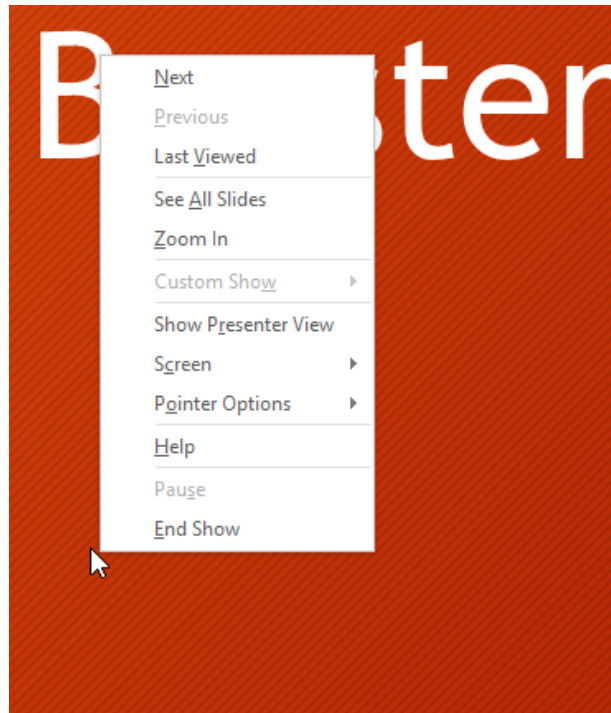 Next
Previous
Last Viewed
See All Slides
Zoom In
Custom Show
Show Presenter View
Screen
Pointer Options
Help
Pause
End Show